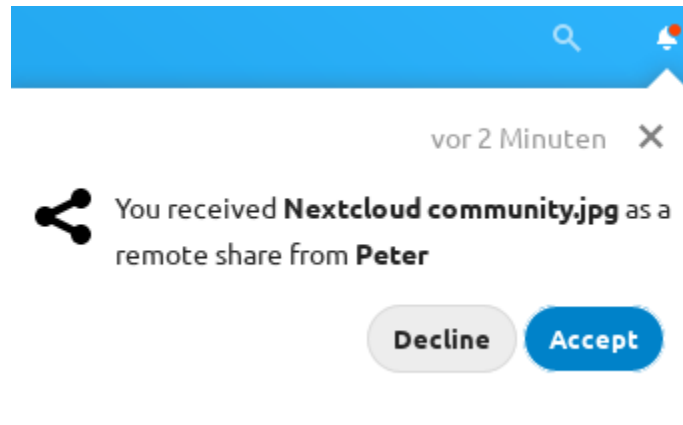 vor 2 Minuten
You received Nextcloud community.jpg as a
remote share from Peter
Decline Accept